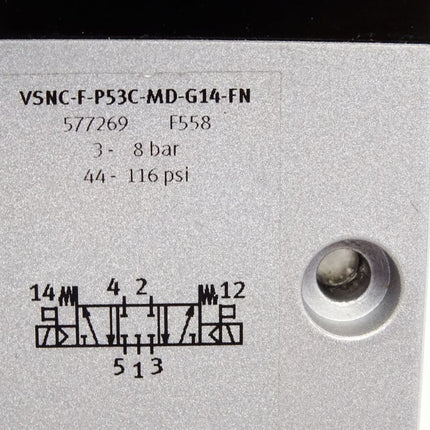 VSNC-F-P53C-MD-G14-FN
577269 F558
3- 8 bar
44- 116 psi
14 4 2 12
5 1 3